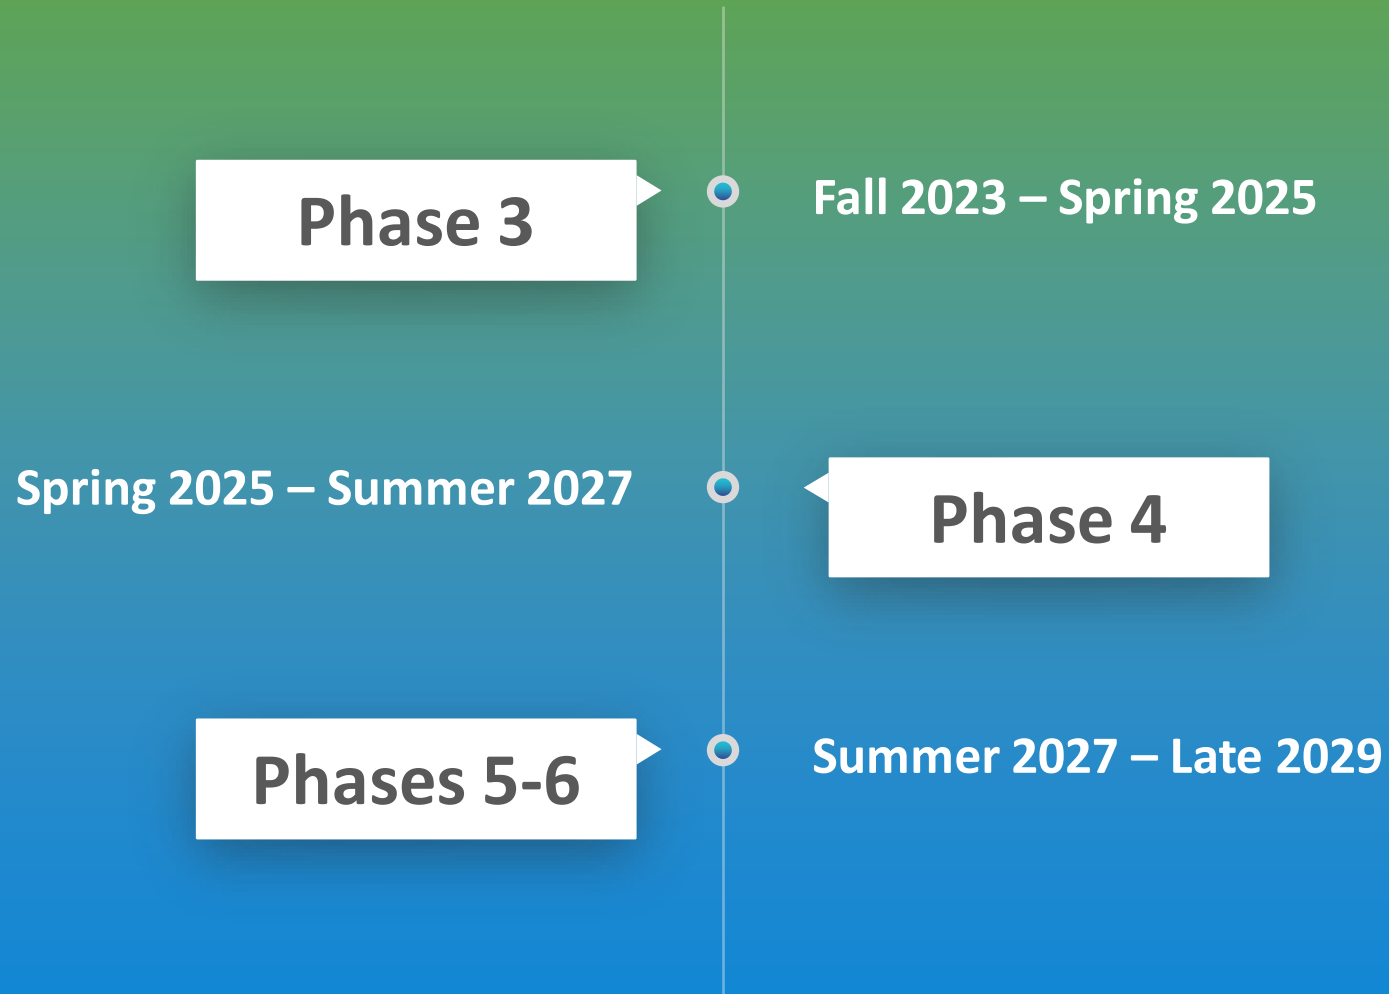 Phase 3
Fall 2023 – Spring 2025
Spring 2025 – Summer 2027
Phase 4
Phases 5-6
Summer 2027 – Late 2029